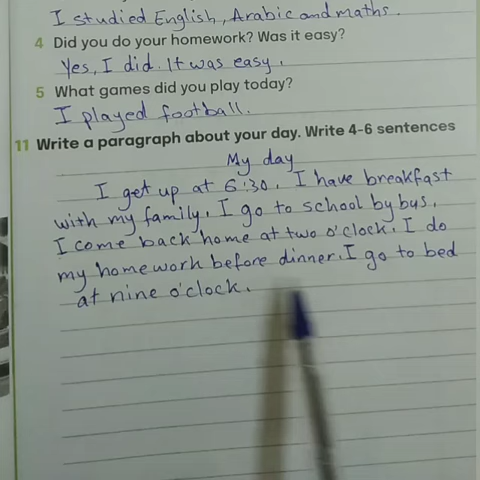 I studied English, Arabic and maths.
4 Did you do your homework? Was it easy?
Yes, I did. It was easy.
5 What games did you play today?
I played football.
11 Write a paragraph about your day. Write 4-6 sentences
My day
I get up at 6:30. I have breakfast
with my family. I go to school by bus.
I come back home at two o'clock. I do
my homework before dinner. I go to bed
at nine o'clock.